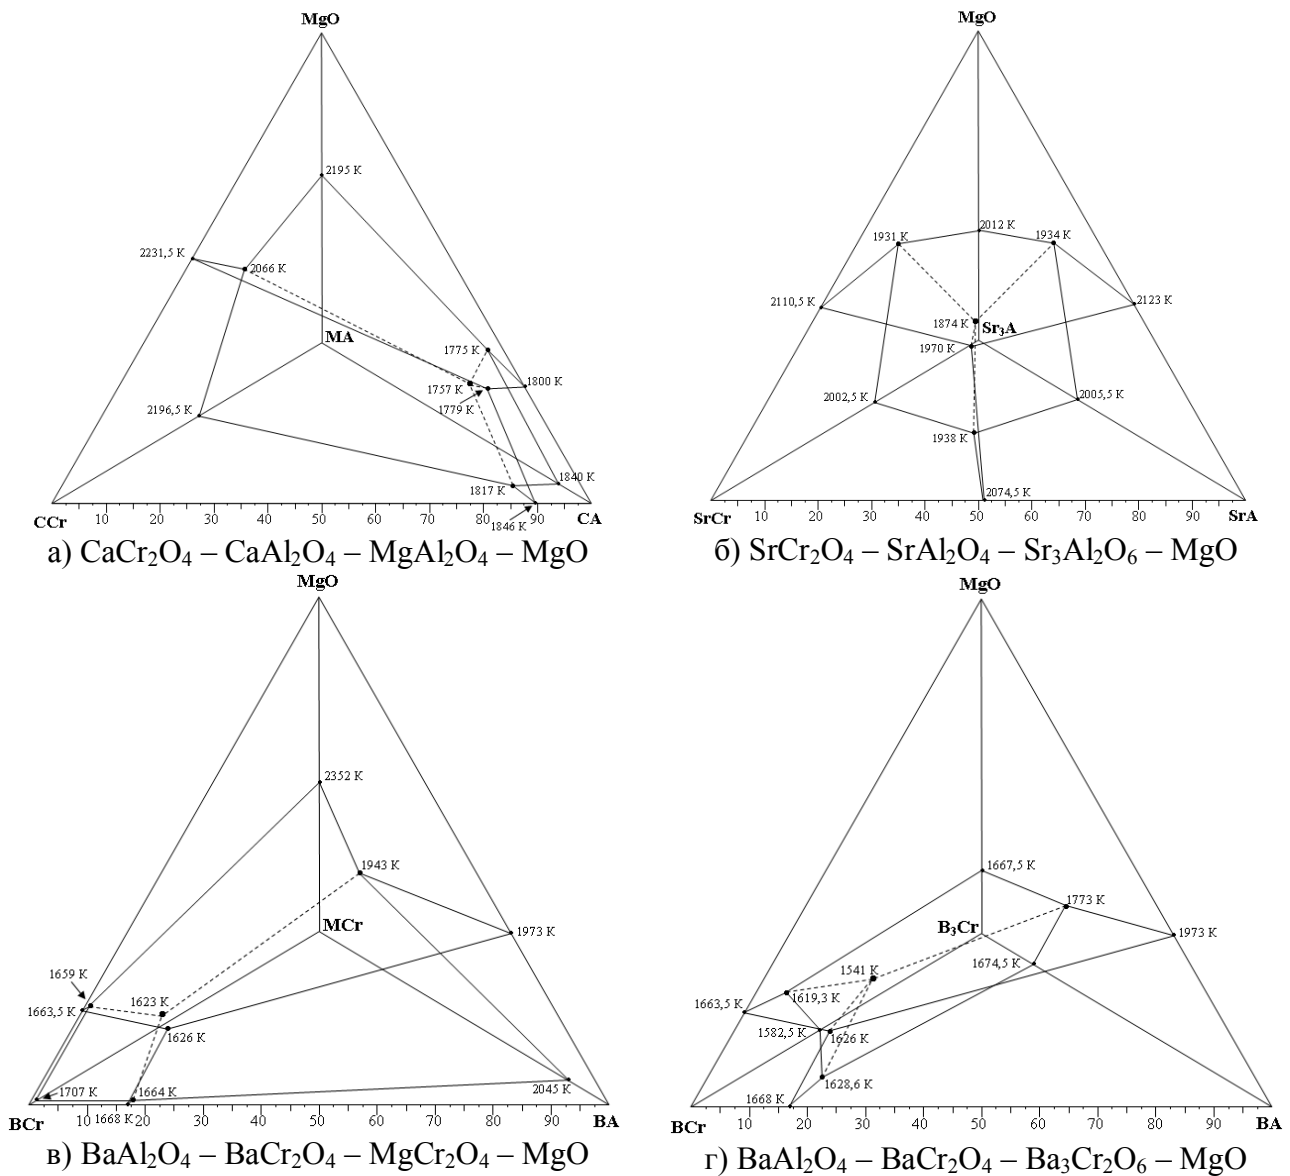 MgO
2195 K
2231,5 K
2066 K
MA
1775 K
1757 K
1779 K
1800 K
2196,5 K
1817 K
1840 K
CCr 10 20 30 40 50 60 70 80 90 CA
1846 K
а) CaCr₂O₄ – CaAl₂O₄ – MgAl₂O₄ – MgO
MgO
1931 K
2012 K
1934 K
2110,5 K
2123 K
1874 K
Sr₃A
1970 K
2002,5 K
2005,5 K
1938 K
2074,5 K
SrCr 10 20 30 40 50 60 70 80 90 SrA
б) SrCr₂O₄ – SrAl₂O₄ – Sr₃Al₂O₆ – MgO
MgO
2352 K
1943 K
MCr
1973 K
1659 K
1663,5 K
1623 K
1626 K
1707 K
1664 K
2045 K
BCr 10 1668 K 20 30 40 50 60 70 80 90 BA
в) BaAl₂O₄ – BaCr₂O₄ – MgCr₂O₄ – MgO
MgO
1667,5 K
1773 K
B₃Cr
1973 K
1541 K
1674,5 K
1663,5 K
1619,3 K
1582,5 K
1626 K
1628,6 K
1668 K
BCr 10 20 30 40 50 60 70 80 90 BA
г) BaAl₂O₄ – BaCr₂O₄ – Ba₃Cr₂O₆ – MgO